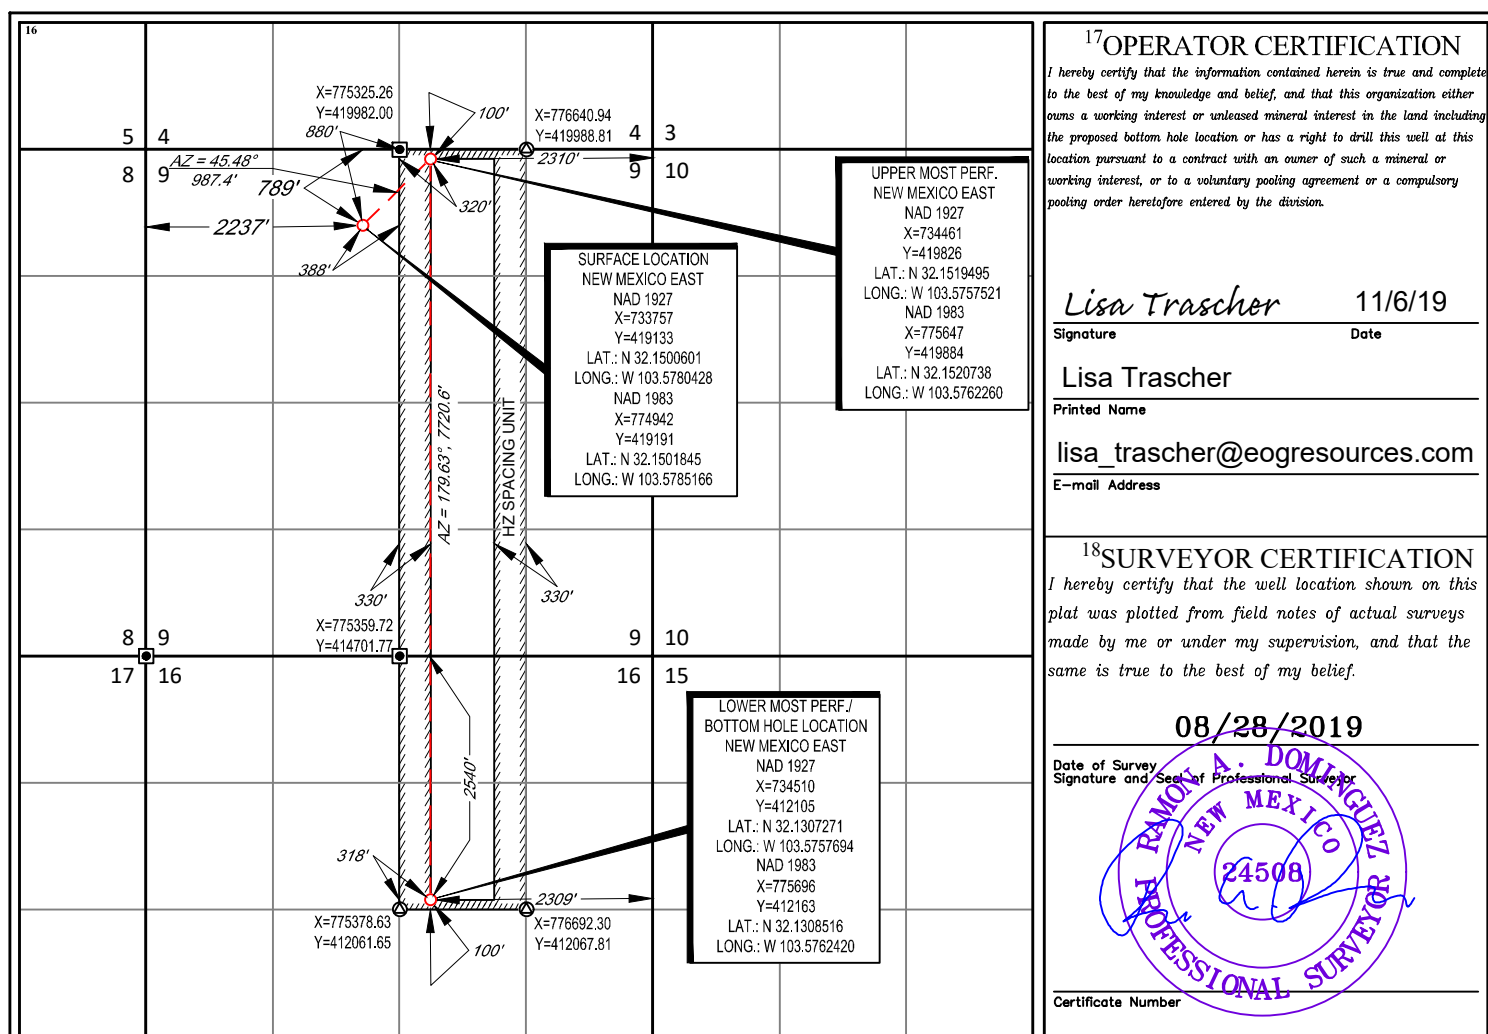 16
X=775325.26
Y=419982.00
880'
100'
X=776640.94
Y=419988.81
5 4
4 3
8 9
9 10
AZ = 45.48°
987.4'
789'
2310'
320'
2237'
388'
UPPER MOST PERF.
NEW MEXICO EAST
NAD 1927
X=734461
Y=419826
LAT.: N 32.1519495
LONG.: W 103.5757521
NAD 1983
X=775647
Y=419884
LAT.: N 32.1520738
LONG.: W 103.5762260
SURFACE LOCATION
NEW MEXICO EAST
NAD 1927
X=733757
Y=419133
LAT.: N 32.1500601
LONG.: W 103.5780428
NAD 1983
X=774942
Y=419191
LAT.: N 32.1501845
LONG.: W 103.5785166
AZ = 179.63°, 7720.6'
HZ SPACING UNIT
330'
330'
X=775359.72
Y=414701.77
8 9
9 10
17 16
16 15
LOWER MOST PERF./
BOTTOM HOLE LOCATION
NEW MEXICO EAST
NAD 1927
X=734510
Y=412105
LAT.: N 32.1307271
LONG.: W 103.5757694
NAD 1983
X=775696
Y=412163
LAT.: N 32.1308516
LONG.: W 103.5762420
2540'
318'
2309'
X=775378.63
Y=412061.65
X=776692.30
Y=412067.81
100'
17OPERATOR CERTIFICATION
I hereby certify that the information contained herein is true and complete
to the best of my knowledge and belief, and that this organization either
owns a working interest or unleased mineral interest in the land including
the proposed bottom hole location or has a right to drill this well at this
location pursuant to a contract with an owner of such a mineral or
working interest, or to a voluntary pooling agreement or a compulsory
pooling order heretofore entered by the division.
Lisa Trascher 11/6/19
Signature Date
Lisa Trascher
Printed Name
lisa_trascher@eogresources.com
E-mail Address
18SURVEYOR CERTIFICATION
I hereby certify that the well location shown on this
plat was plotted from field notes of actual surveys
made by me or under my supervision, and that the
same is true to the best of my belief.
08/28/2019
Date of Survey
Signature and Seal of Professional Surveyor
RAMON A. DOMINGUEZ
NEW MEXICO
24508
PROFESSIONAL SURVEYOR
Certificate Number